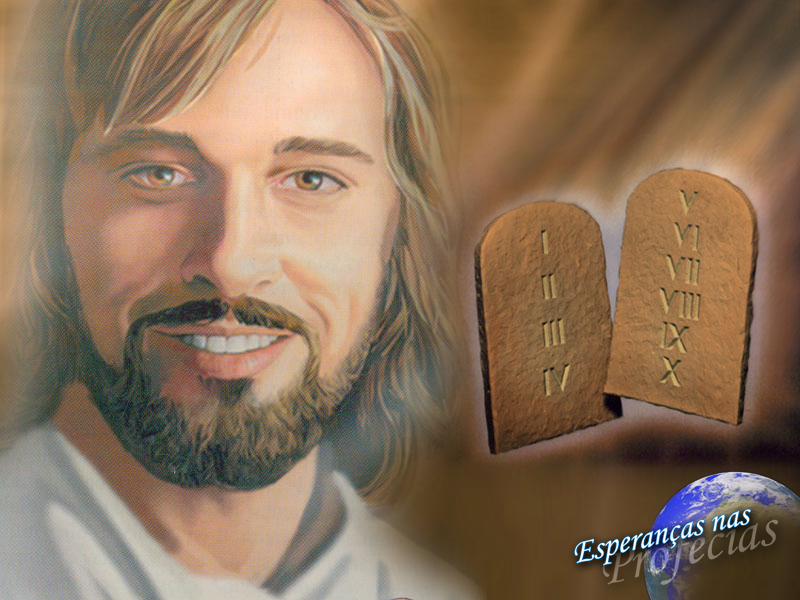 I
II
III
IV
V
VI
VII
VIII
IX
X
Esperanças nas
Profecias